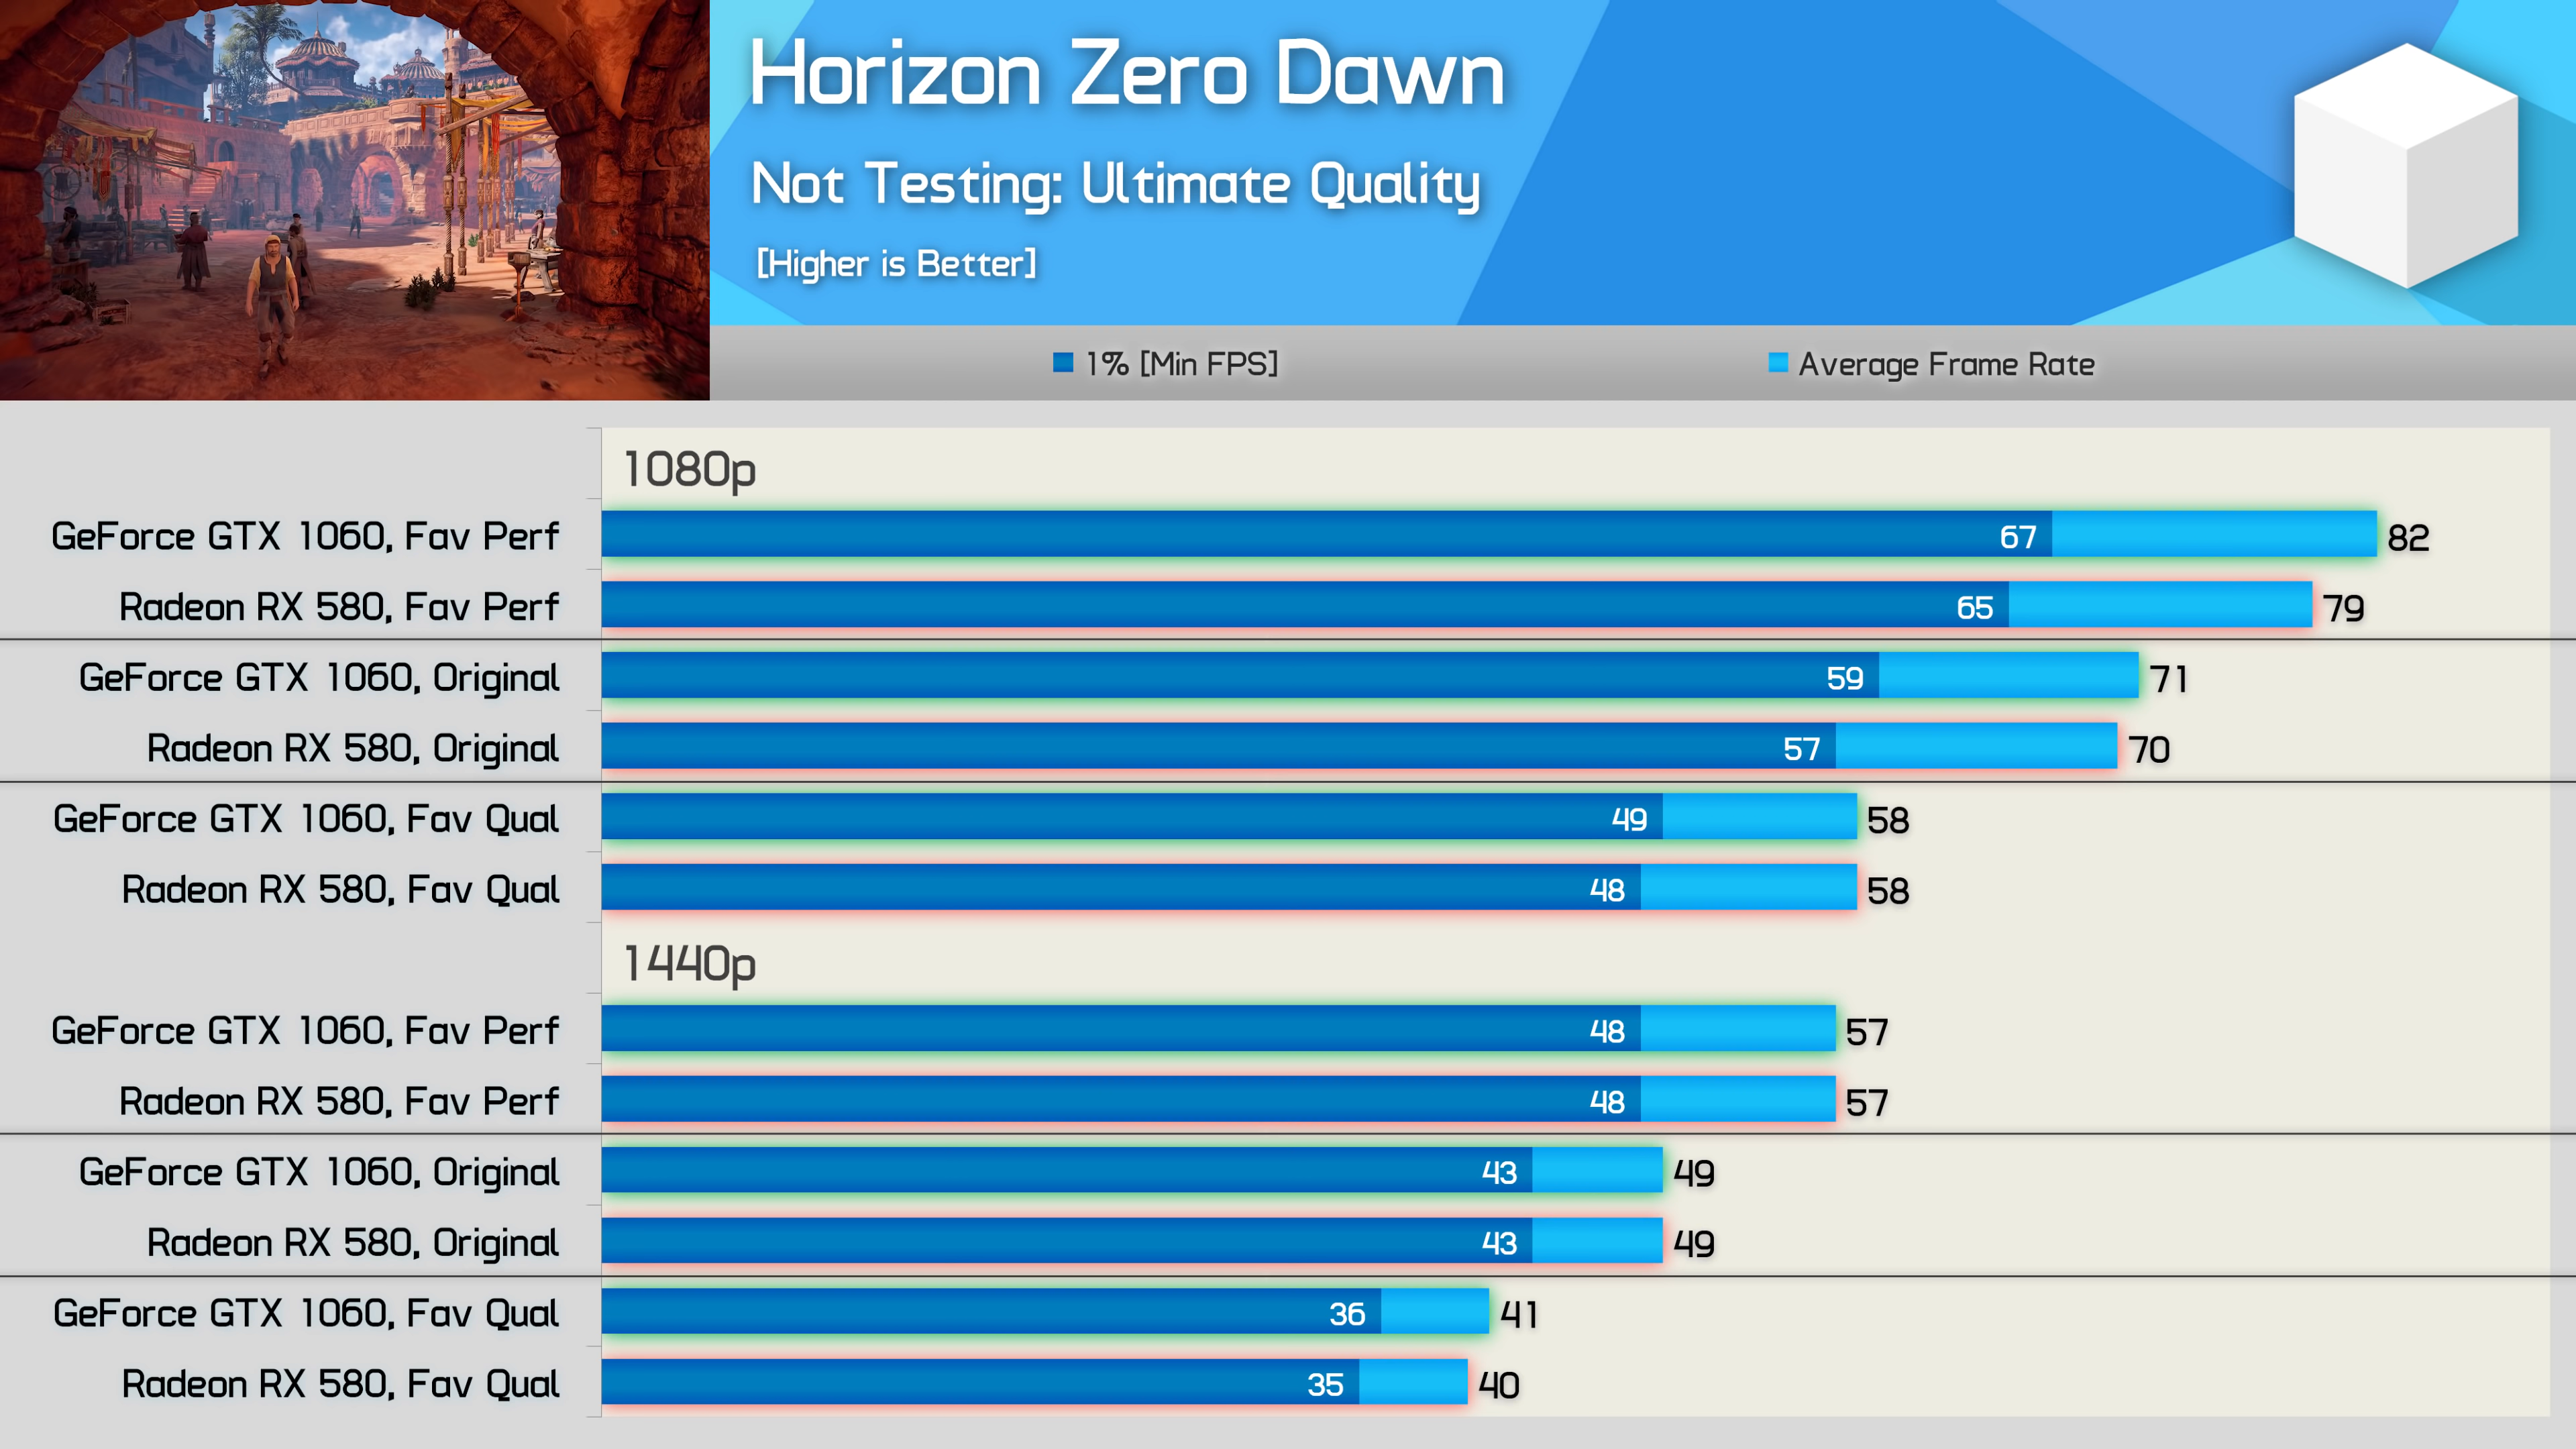 Horizon Zero Dawn
Not Testing: Ultimate Quality
[Higher is Better]
1% [Min FPS]
Average Frame Rate
1080p
GeForce GTX 1060, Fav Perf 67 82
Radeon RX 580, Fav Perf 65 79
GeForce GTX 1060, Original 59 71
Radeon RX 580, Original 57 70
GeForce GTX 1060, Fav Qual 49 58
Radeon RX 580, Fav Qual 48 58
1440p
GeForce GTX 1060, Fav Perf 48 57
Radeon RX 580, Fav Perf 48 57
GeForce GTX 1060, Original 43 49
Radeon RX 580, Original 43 49
GeForce GTX 1060, Fav Qual 36 41
Radeon RX 580, Fav Qual 35 40